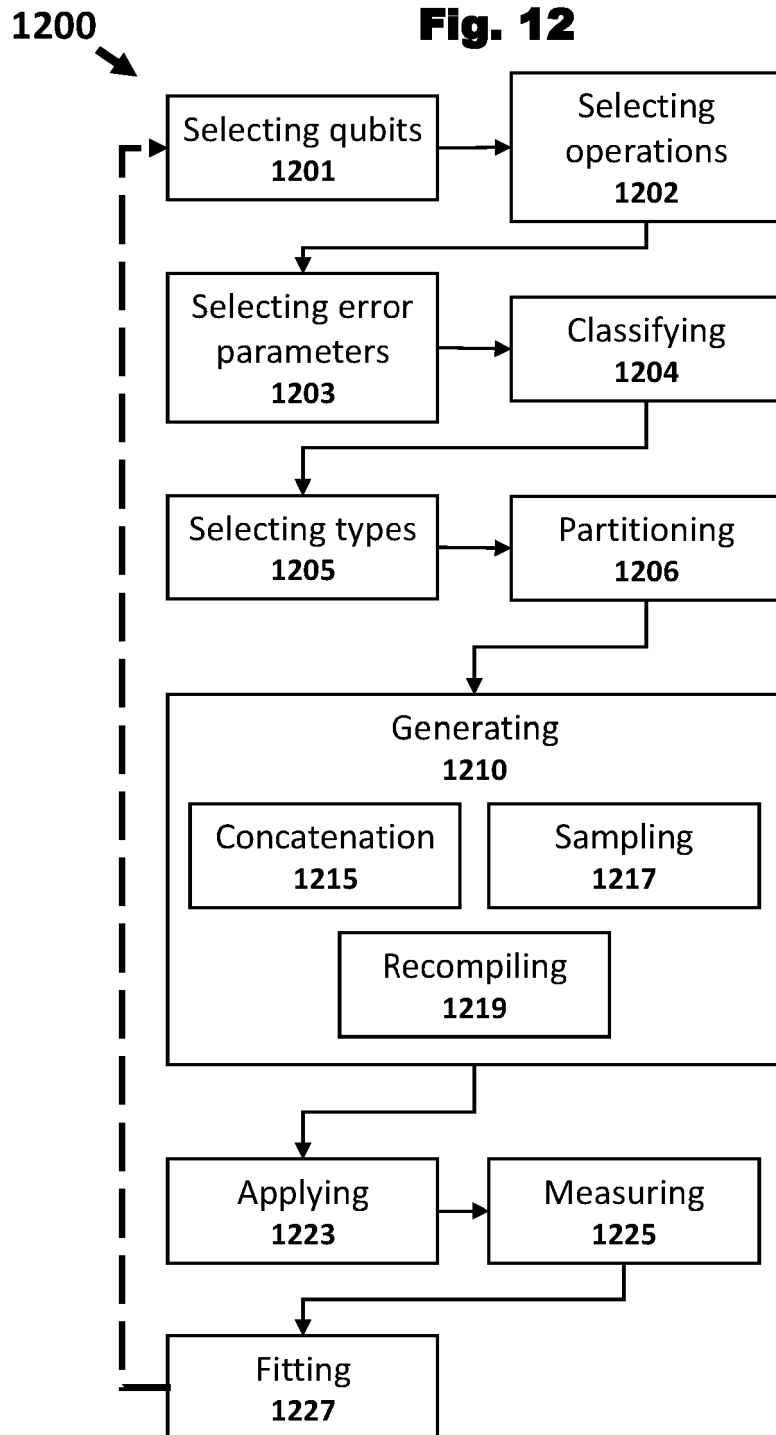 1200
Fig. 12
Selecting qubits
1201
Selecting
operations
1202
Selecting error
parameters
1203
Classifying
1204
Selecting types
1205
Partitioning
1206
Generating
1210
Concatenation
1215
Sampling
1217
Recompiling
1219
Applying
1223
Measuring
1225
Fitting
1227